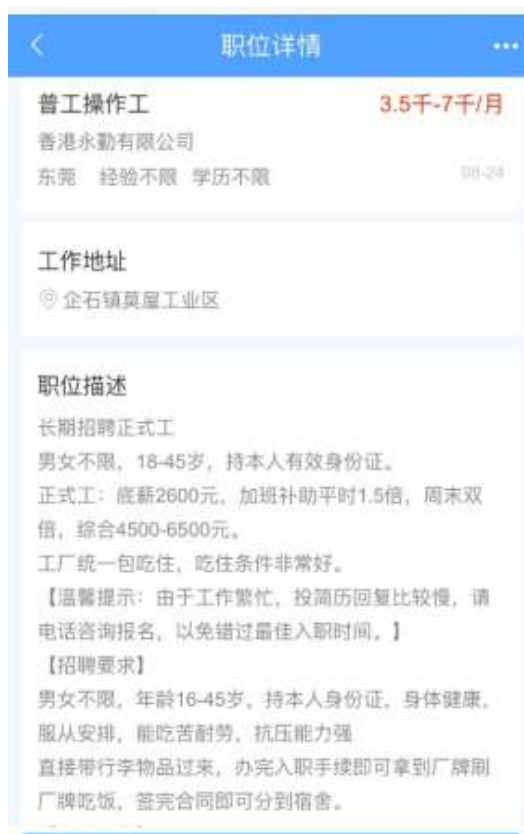 职位详情
普工操作工 3.5千-7千/月
香港永勤有限公司
东莞 经验不限 学历不限 08-24
工作地址
企石镇莫屋工业区
职位描述
长期招聘正式工
男女不限，18-45岁，持本人有效身份证。
正式工：底薪2600元，加班补助平时1.5倍，周末双
倍，综合4500-6500元。
工厂统一包吃住，吃住条件非常好。
【温馨提示：由于工作繁忙，投简历回复比较慢，请
电话咨询报名，以免错过最佳入职时间。】
【招聘要求】
男女不限，年龄16-45岁，持本人身份证，身体健康，
服从安排，能吃苦耐劳，抗压能力强
直接带行李物品过来，办完入职手续即可拿到厂牌刷
厂牌吃饭，签完合同即可分到宿舍。